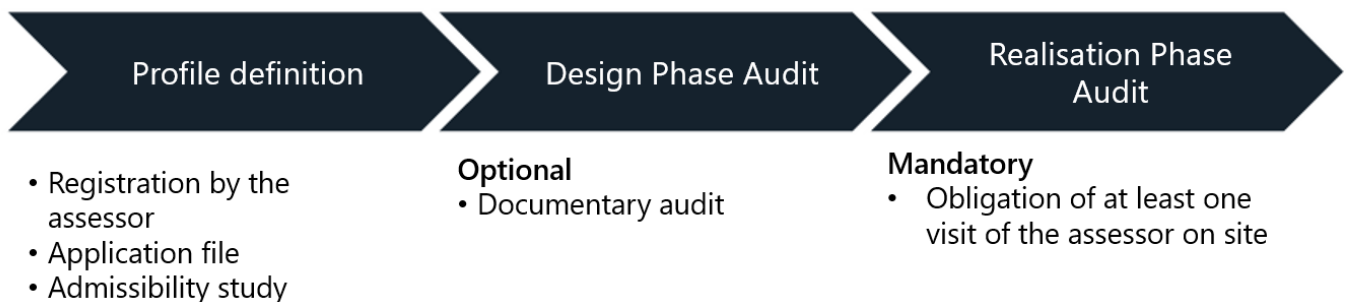 Profile definition
Design Phase Audit
Realisation Phase
Audit
• Registration by the
assessor
• Application file
• Admissibility study
Optional
• Documentary audit
Mandatory
• Obligation of at least one
visit of the assessor on site